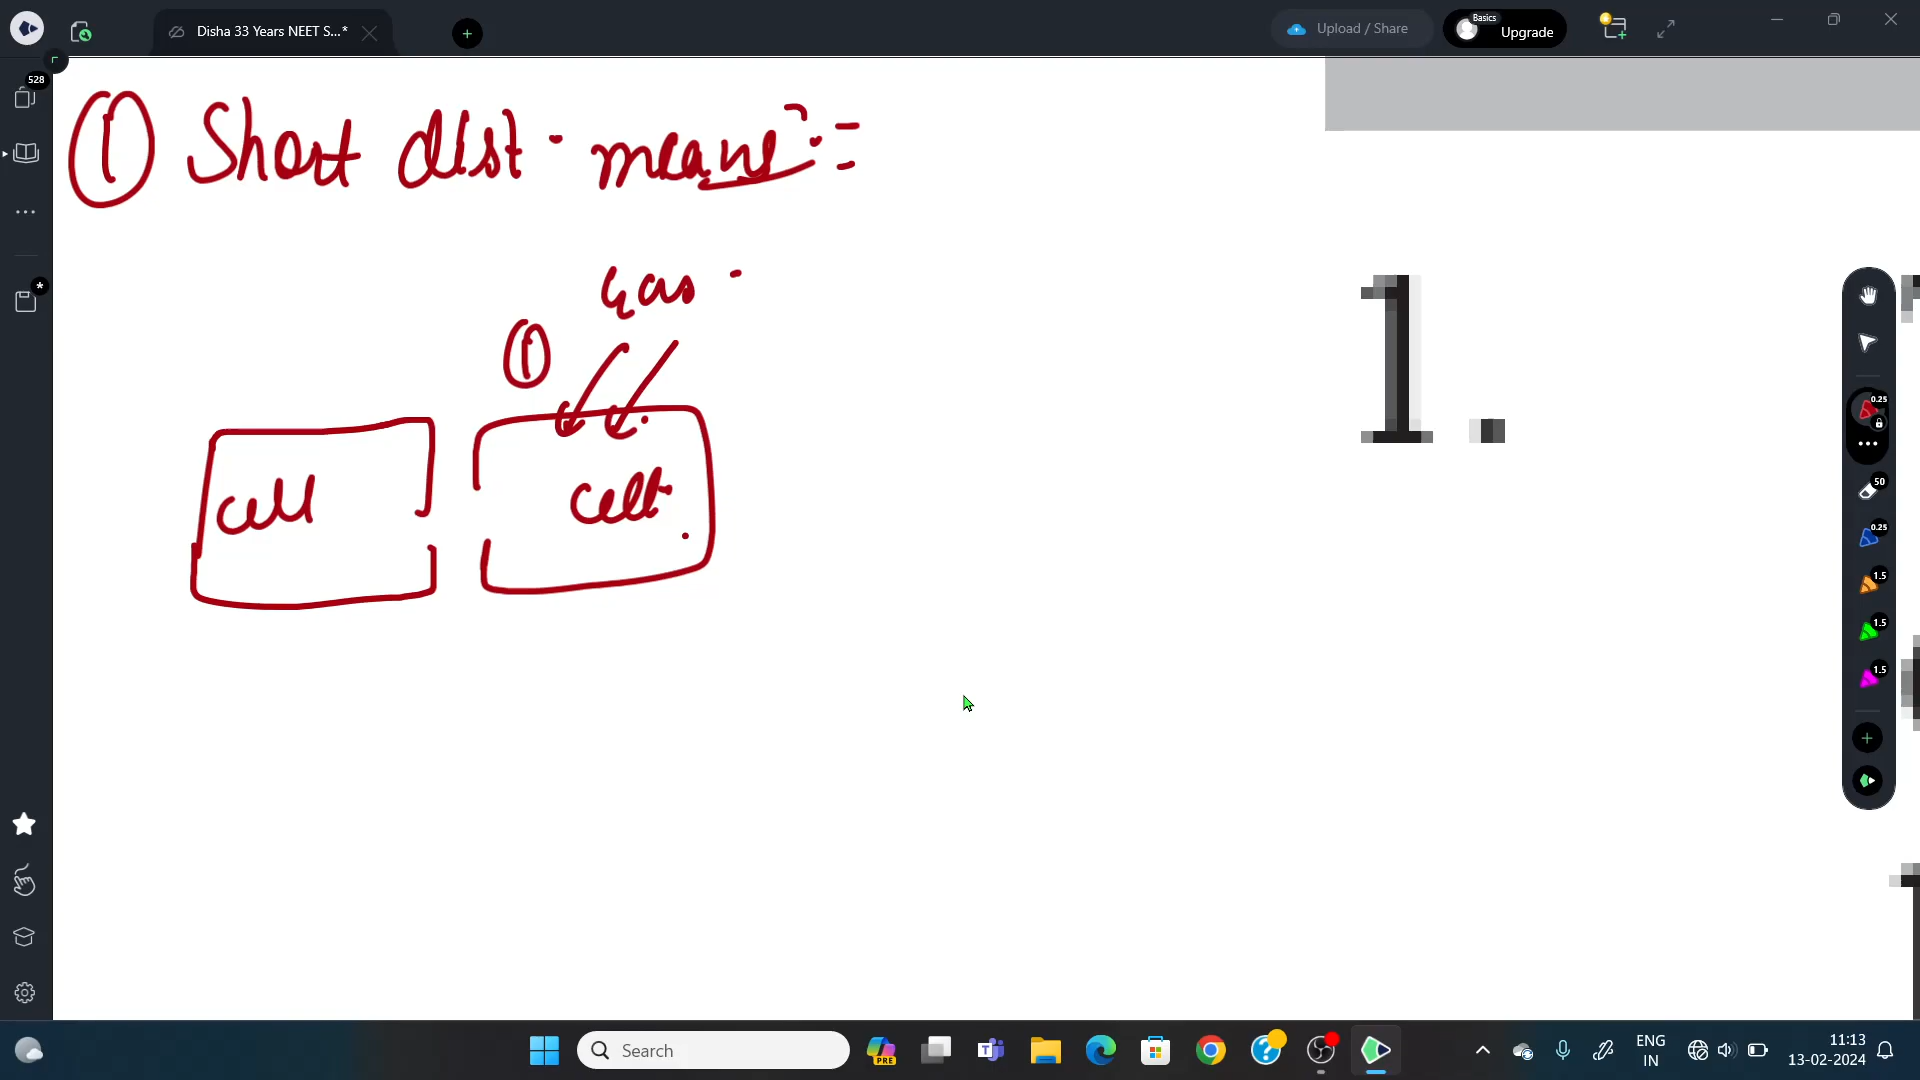 Disha 33 Years NEET S...*
Upload / Share
Basics
Upgrade
528
① Short dist. means :=
Gas -
①
cell
cell
1.
0.25
50
0.25
1.5
1.5
1.5
Search
PRE
ENG
IN
11:13
13-02-2024